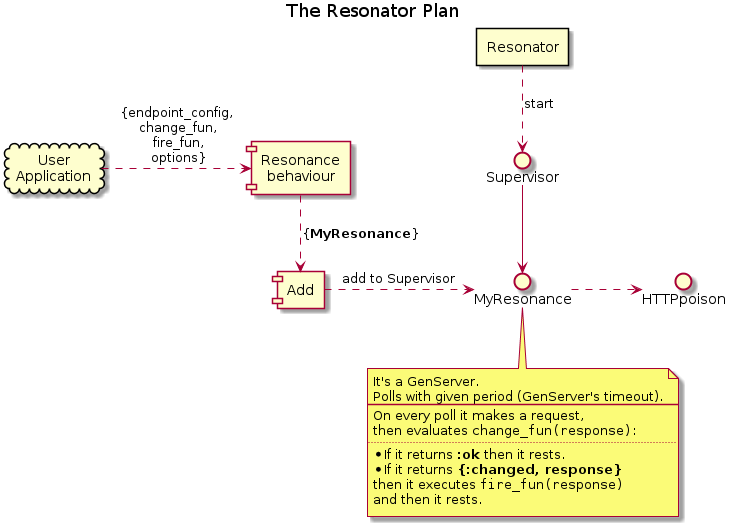 The Resonator Plan
Resonator
start
{endpoint_config,
change_fun,
fire_fun,
options}
User
Application
Resonance
behaviour
Supervisor
{MyResonance}
Add
add to Supervisor
MyResonance
HTTPpoison
It's a GenServer.
Polls with given period (GenServer's timeout).
On every poll it makes a request,
then evaluates change_fun(response):
• If it returns :ok then it rests.
• If it returns {:changed, response}
then it executes fire_fun(response)
and then it rests.